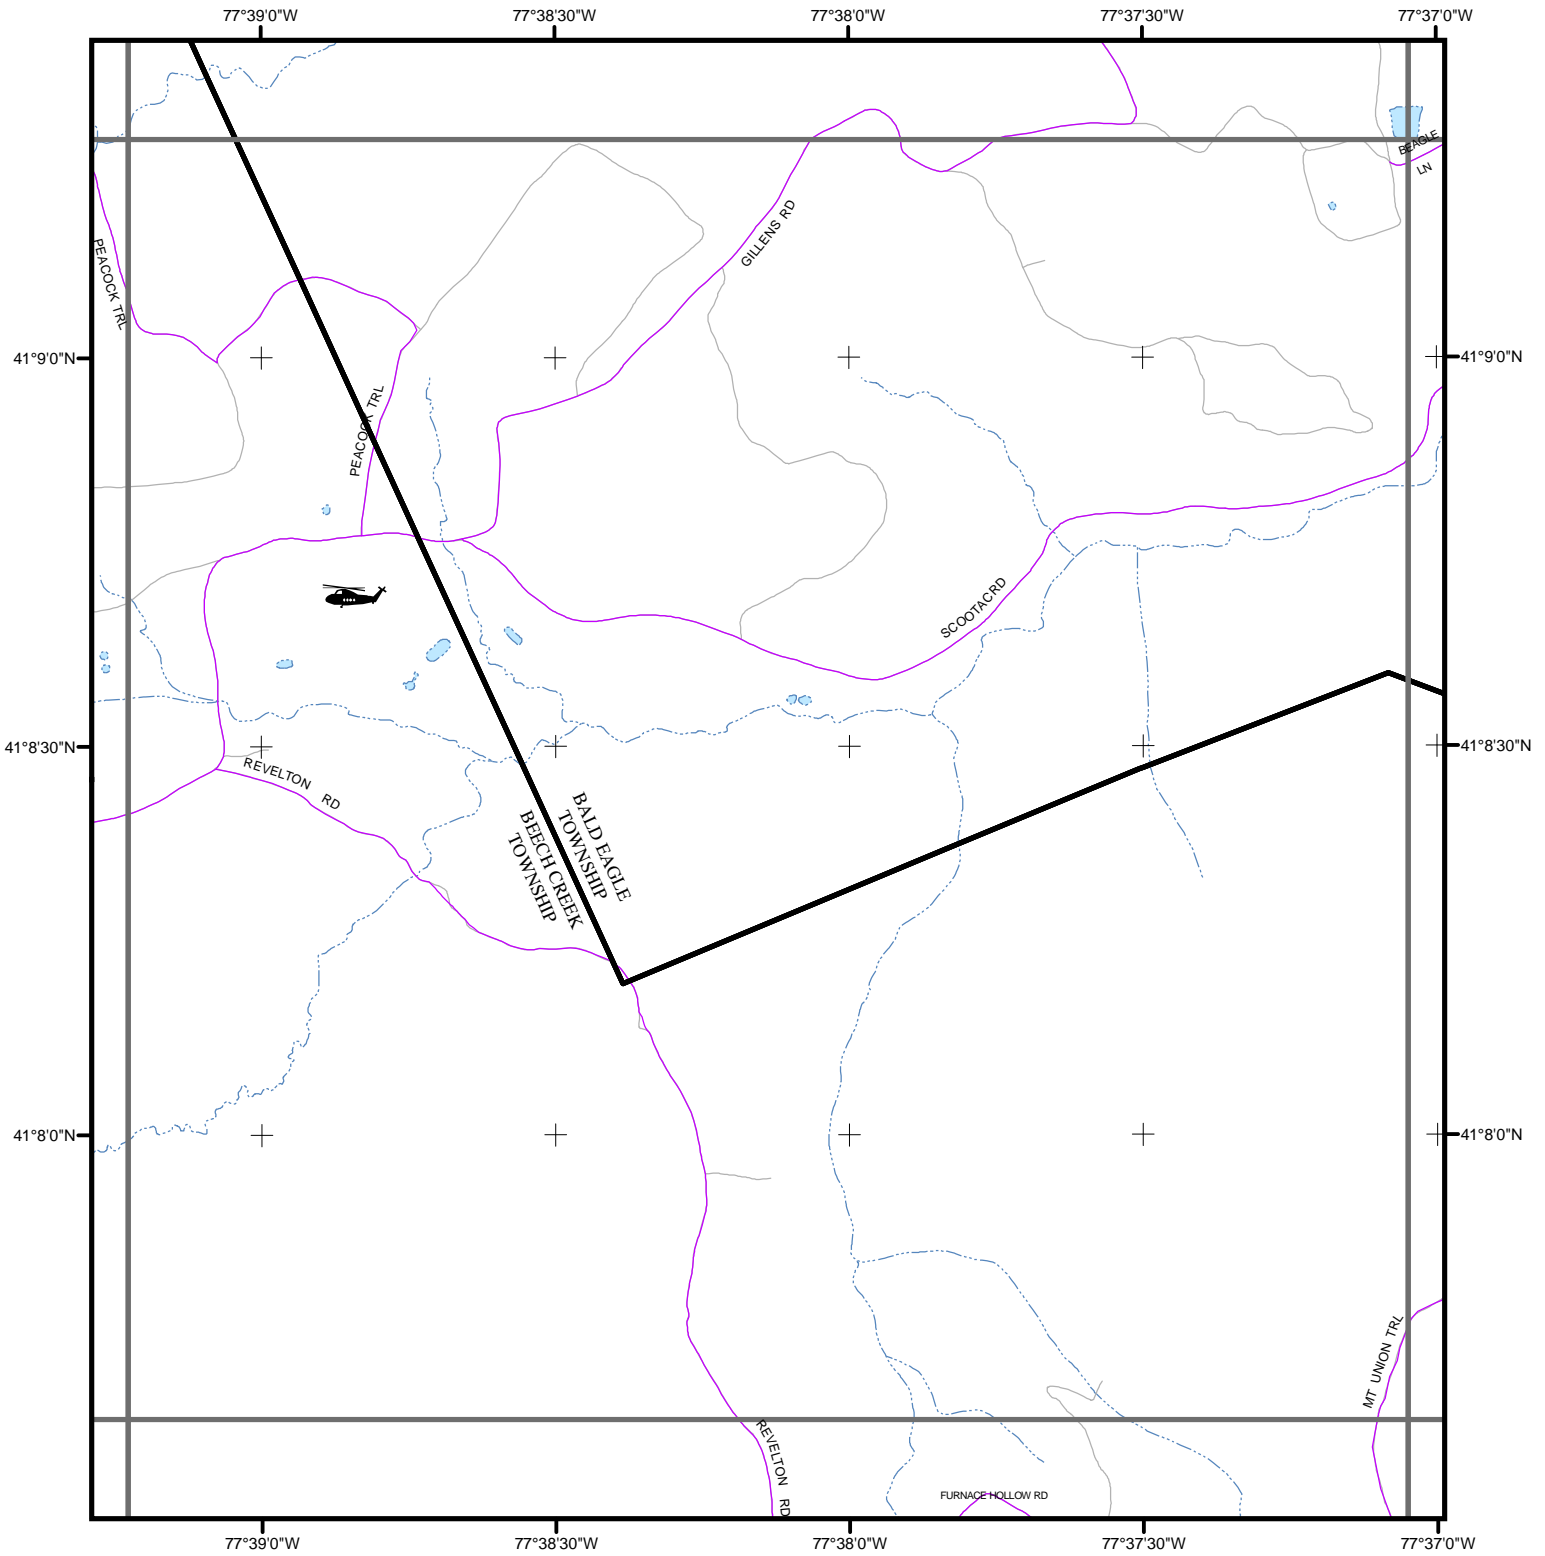 77°39'0"W 77°38'30"W 77°38'0"W 77°37'30"W 77°37'0"W
BEAGLE
LN
GILLENS RD
PEACOCK TRL
41°9'0"N 41°9'0"N
PEACOCK TRL
SCOOTAC RD
41°8'30"N 41°8'30"N
REVELTON RD
BALD EAGLE
TOWNSHIP
BEECH CREEK
TOWNSHIP
41°8'0"N 41°8'0"N
MT UNION TRL
REVELTON RD
FURNACE HOLLOW RD
77°39'0"W 77°38'30"W 77°38'0"W 77°37'30"W 77°37'0"W